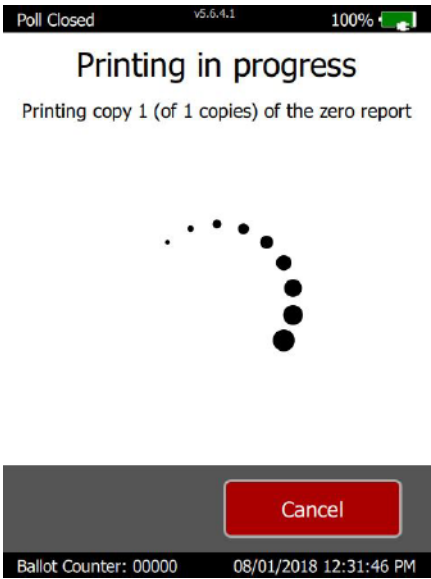 Poll Closed v5.6.4.1 100%
Printing in progress
Printing copy 1 (of 1 copies) of the zero report
Cancel
Ballot Counter: 00000 08/01/2018 12:31:46 PM